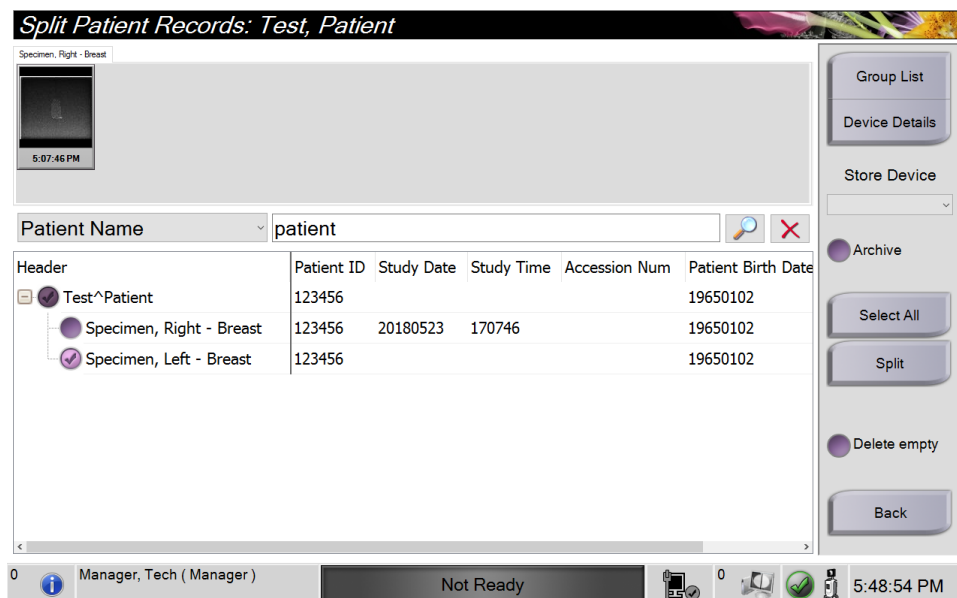 Split Patient Records: Test, Patient
Specimen, Right - Breast
5:07:46 PM
Group List
Device Details
Store Device
Archive
Select All
Split
Delete empty
Back
Patient Name patient
Header Patient ID Study Date Study Time Accession Num Patient Birth Date
Test^Patient 123456 19650102
Specimen, Right - Breast 123456 20180523 170746 19650102
Specimen, Left - Breast 123456 19650102
0 Manager, Tech ( Manager ) Not Ready 0 5:48:54 PM